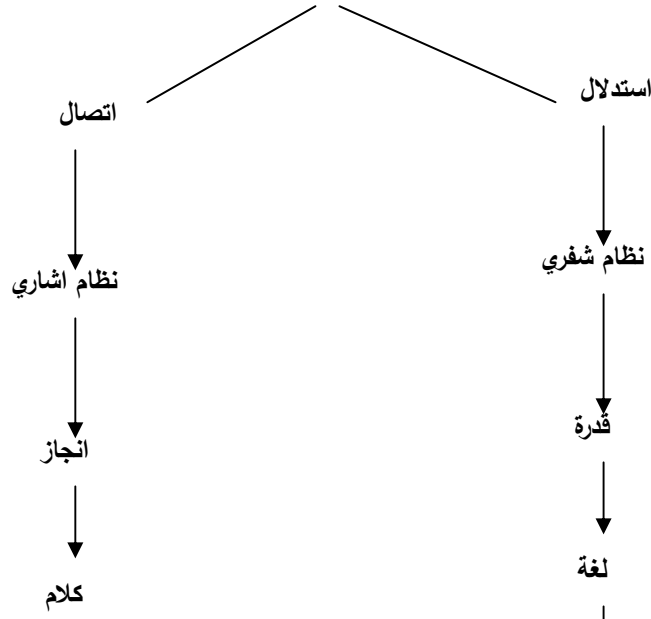 استدلال
اتصال
نظام شفري
نظام اشاري
قدرة
انجاز
لغة
كلام